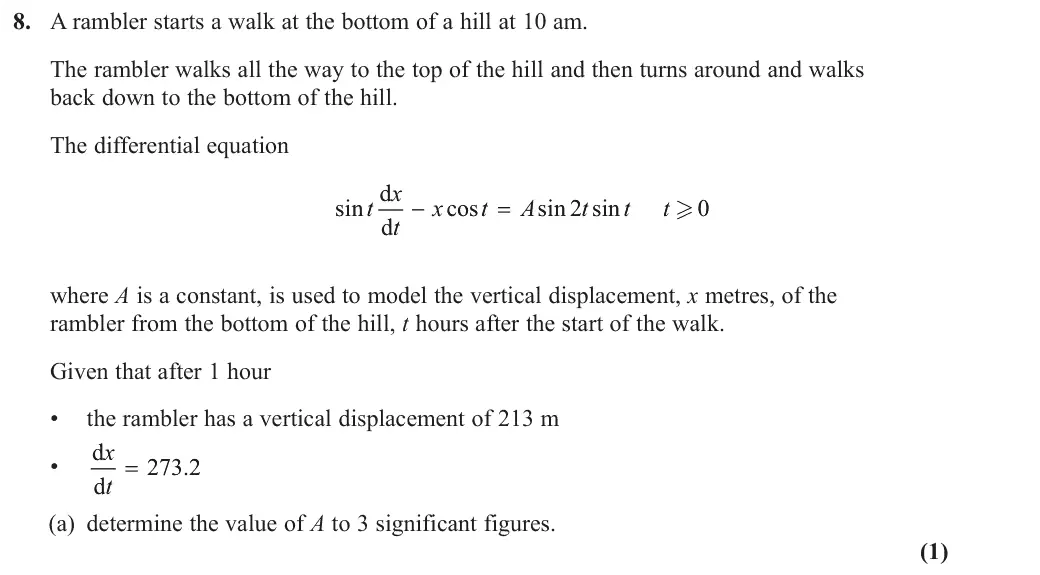 8. A rambler starts a walk at the bottom of a hill at 10 am.
The rambler walks all the way to the top of the hill and then turns around and walks
back down to the bottom of the hill.
The differential equation
sin t dx/dt − x cos t = A sin 2t sin t t ⩾ 0
where A is a constant, is used to model the vertical displacement, x metres, of the
rambler from the bottom of the hill, t hours after the start of the walk.
Given that after 1 hour
• the rambler has a vertical displacement of 213 m
• dx/dt = 273.2
(a) determine the value of A to 3 significant figures.
(1)